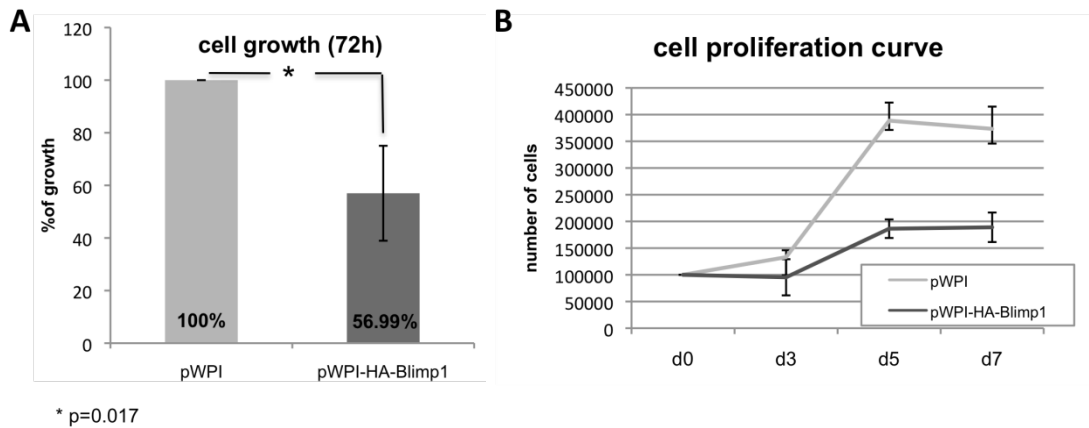 A
cell growth (72h)
*
%of growth
120
100
80
60
40
20
0
100%
56.99%
pWPI
pWPI-HA-Blimp1
* p=0.017
B
cell proliferation curve
number of cells
450000
400000
350000
300000
250000
200000
150000
100000
50000
0
pWPI
pWPI-HA-Blimp1
d0
d3
d5
d7